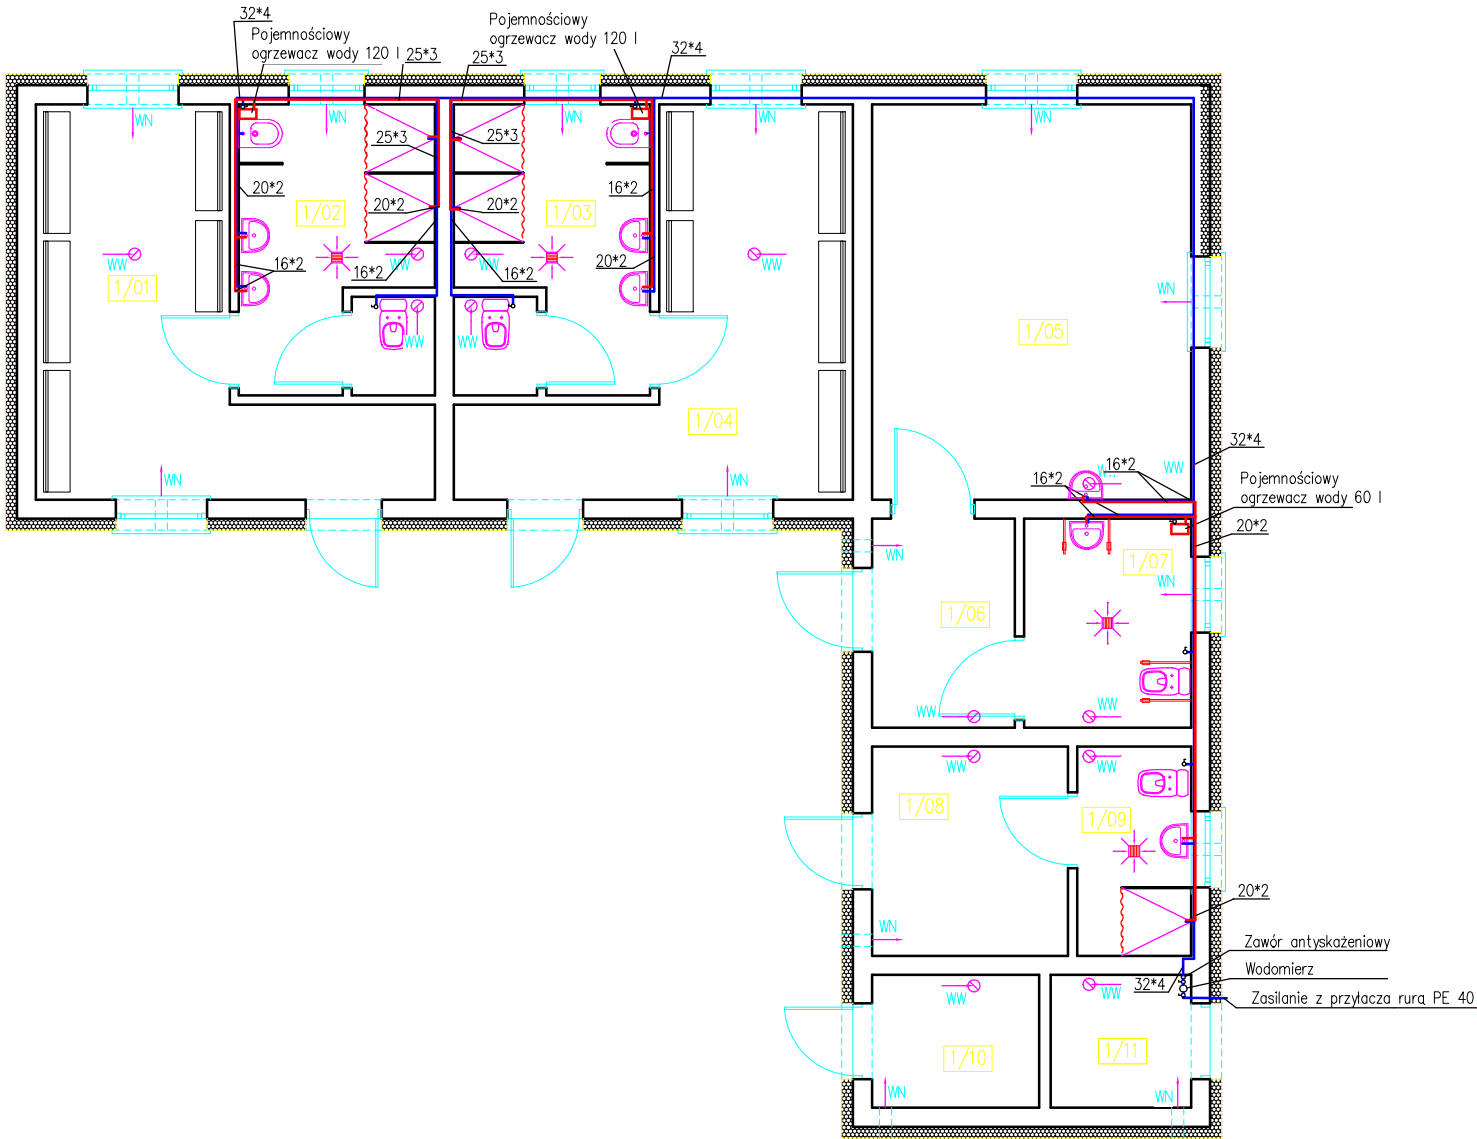 32*4
Pojemnościowy
ogrzewacz wody 120 l
25*3
Pojemnościowy
ogrzewacz wody 120 l
25*3
32*4
WN
WN
WN
WN
WN
25*3
25*3
20*2
16*2
1/02
20*2
20*2
1/03
WW
16*2
16*2
WW
WW
16*2
20*2
WW
1/01
WN
1/05
WW
WW
1/04
32*4
WN
WN
16*2
16*2
WW
Pojemnościowy
ogrzewacz wody 60 l
20*2
WN
1/07
WN
1/06
WW
WW
WW
WW
1/08
1/09
20*2
WN
Zawór antyskażeniowy
Wodomierz
32*4
WW
WW
Zasilanie z przyłacza rurą PE 40
1/10
1/11
WN
WN